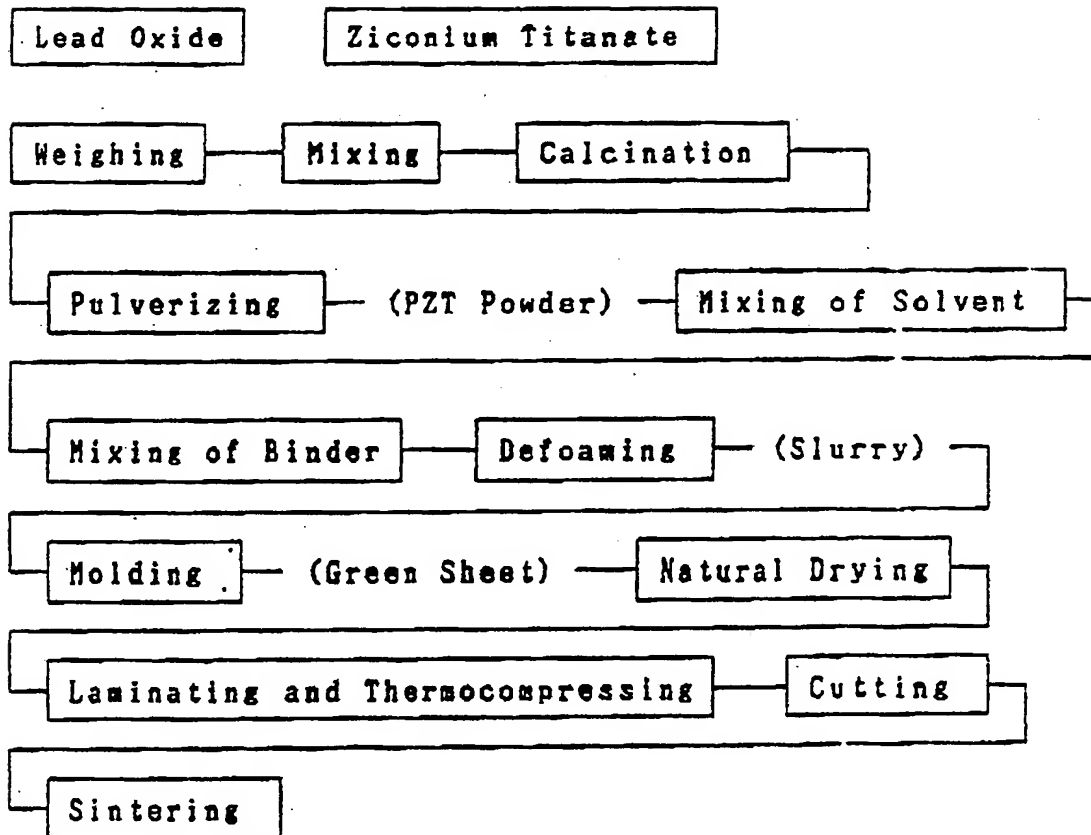 Lead Oxide Ziconium Titanate
Weighing Mixing Calcination
Pulverizing (PZT Powder) Mixing of Solvent
Mixing of Binder Defoaming (Slurry)
Molding (Green Sheet) Natural Drying
Laminating and Thermocompressing Cutting
Sintering